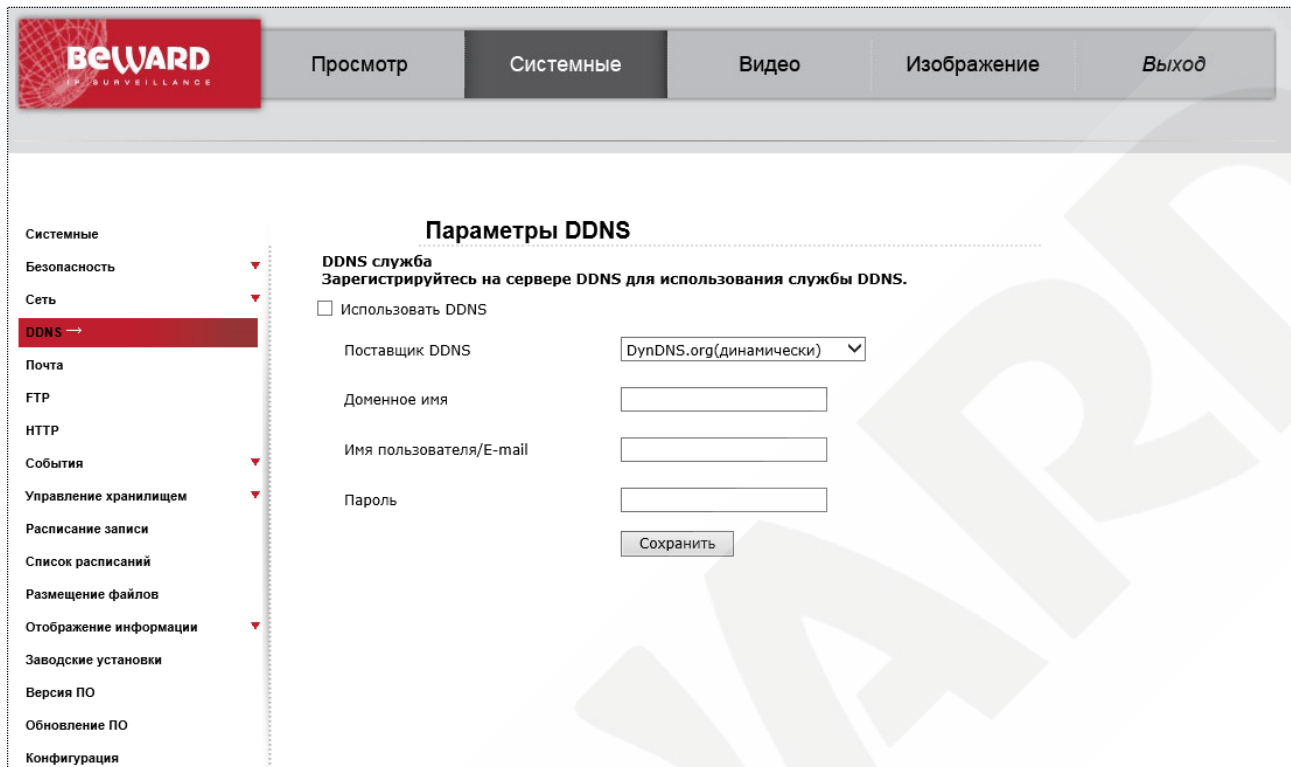 BEWARD
IP SURVEILLANCE
Просмотр
Системные
Видео
Изображение
Выход
Системные
Безопасность
Сеть
DDNS →
Почта
FTP
HTTP
События
Управление хранилищем
Расписание записи
Список расписаний
Размещение файлов
Отображение информации
Заводские установки
Версия ПО
Обновление ПО
Конфигурация
Параметры DDNS
DDNS служба
Зарегистрируйтесь на сервере DDNS для использования службы DDNS.
Использовать DDNS
Поставщик DDNS
DynDNS.org(динамически)
Доменное имя
Имя пользователя/E-mail
Пароль
Сохранить